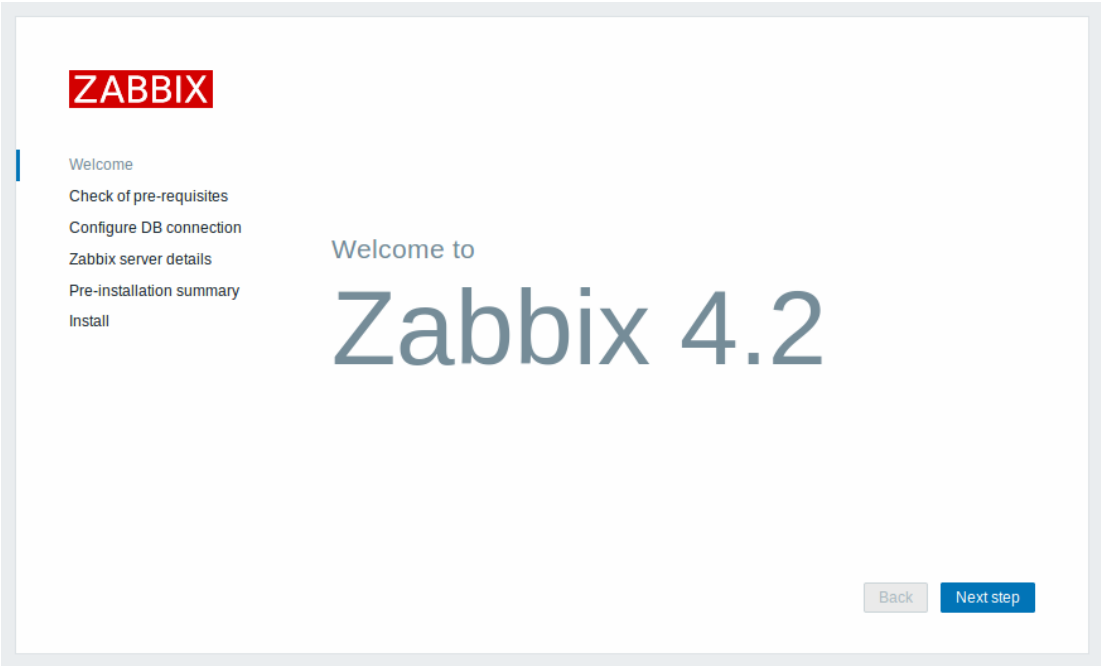 ZABBIX
Welcome
Check of pre-requisites
Configure DB connection
Zabbix server details
Pre-installation summary
Install
Welcome to
Zabbix 4.2
Back
Next step